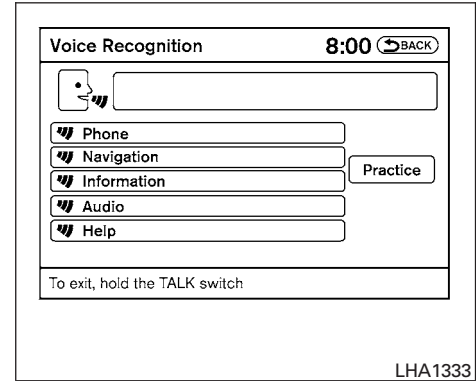 Voice Recognition 8:00 BACK
Phone
Navigation
Information
Audio
Help
Practice
To exit, hold the TALK switch
LHA1333